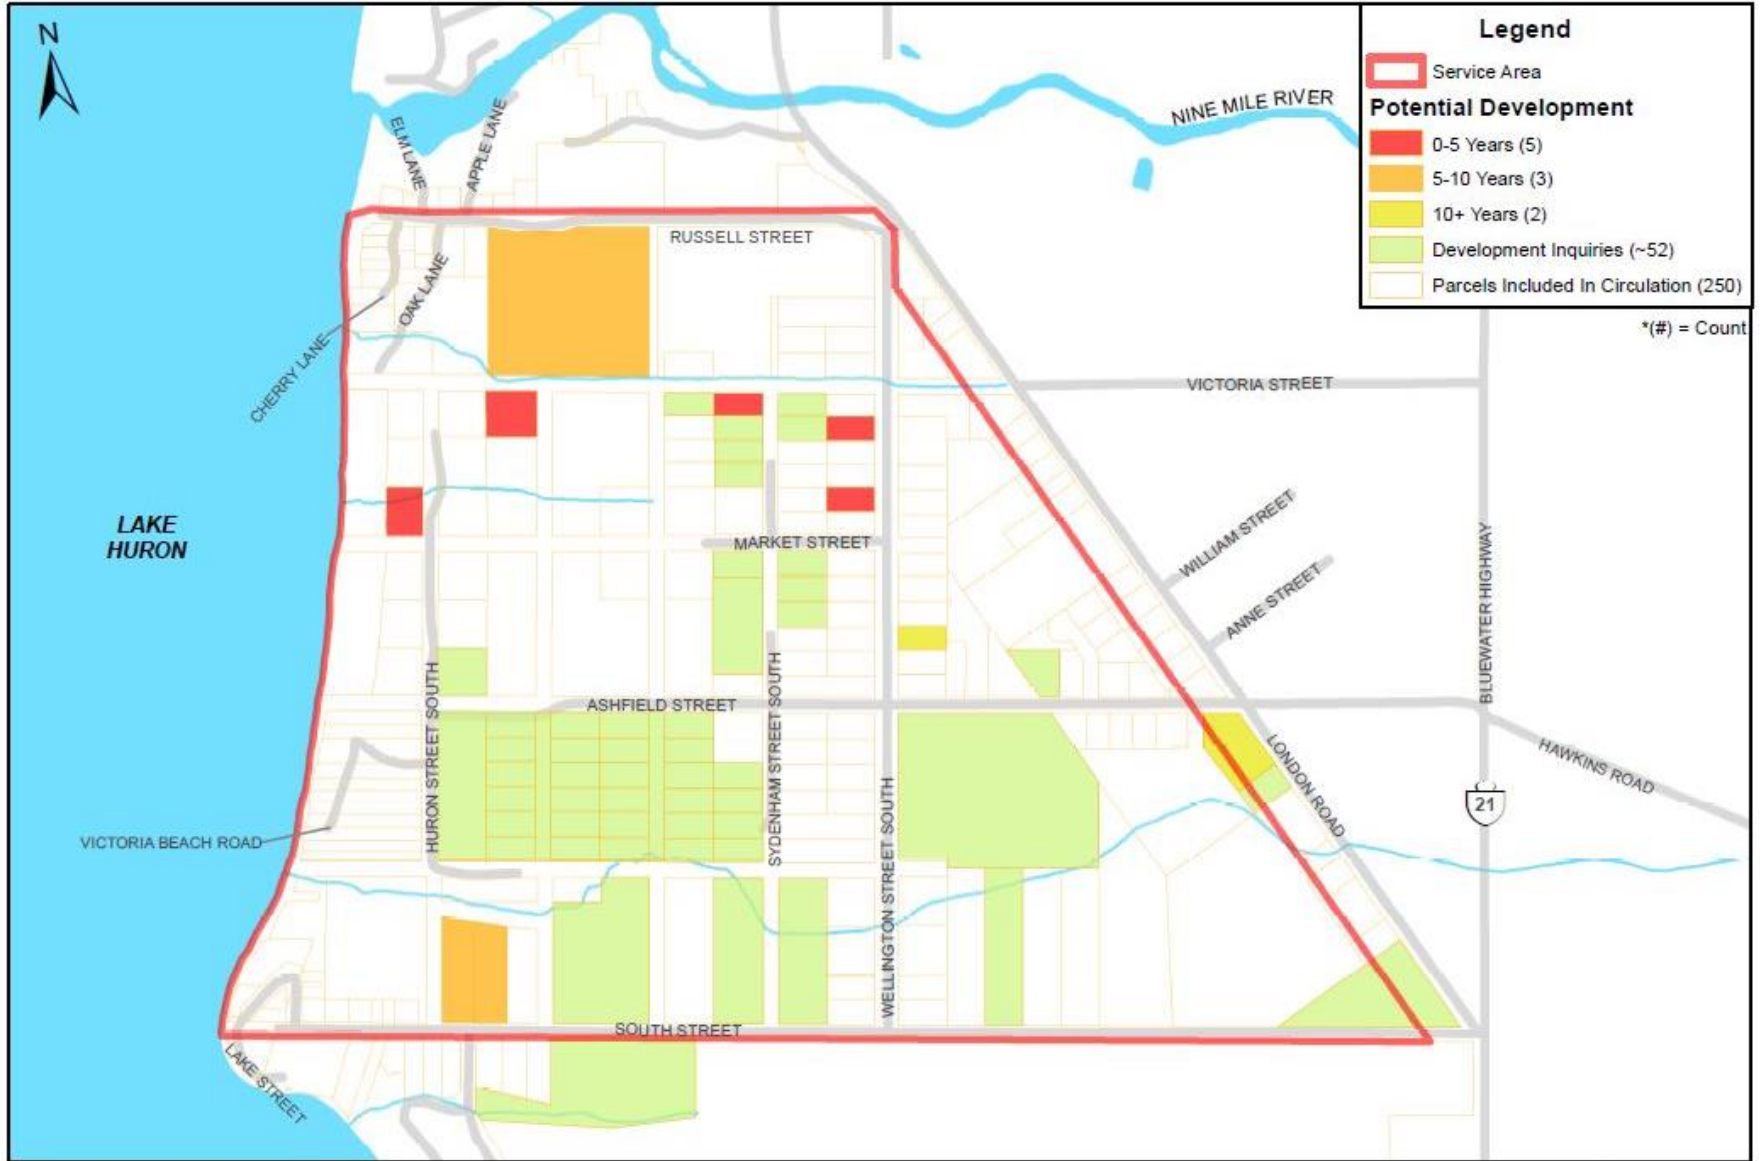 N
Legend
Service Area
Potential Development
0-5 Years (5)
5-10 Years (3)
10+ Years (2)
Development Inquiries (~52)
Parcels Included In Circulation (250)
*(#) = Count
NINE MILE RIVER
ELM LANE
APPLE LANE
RUSSELL STREET
OAK LANE
CHERRY LANE
VICTORIA STREET
LAKE
HURON
MARKET STREET
WILLIAM STREET
ANNE STREET
BLUEWATER HIGHWAY
HURON STREET SOUTH
ASHFIELD STREET
SYDENHAM STREET SOUTH
WELLINGTON STREET SOUTH
LONDON ROAD
HAWKINS ROAD
21
VICTORIA BEACH ROAD
SOUTH STREET
LAKE STREET